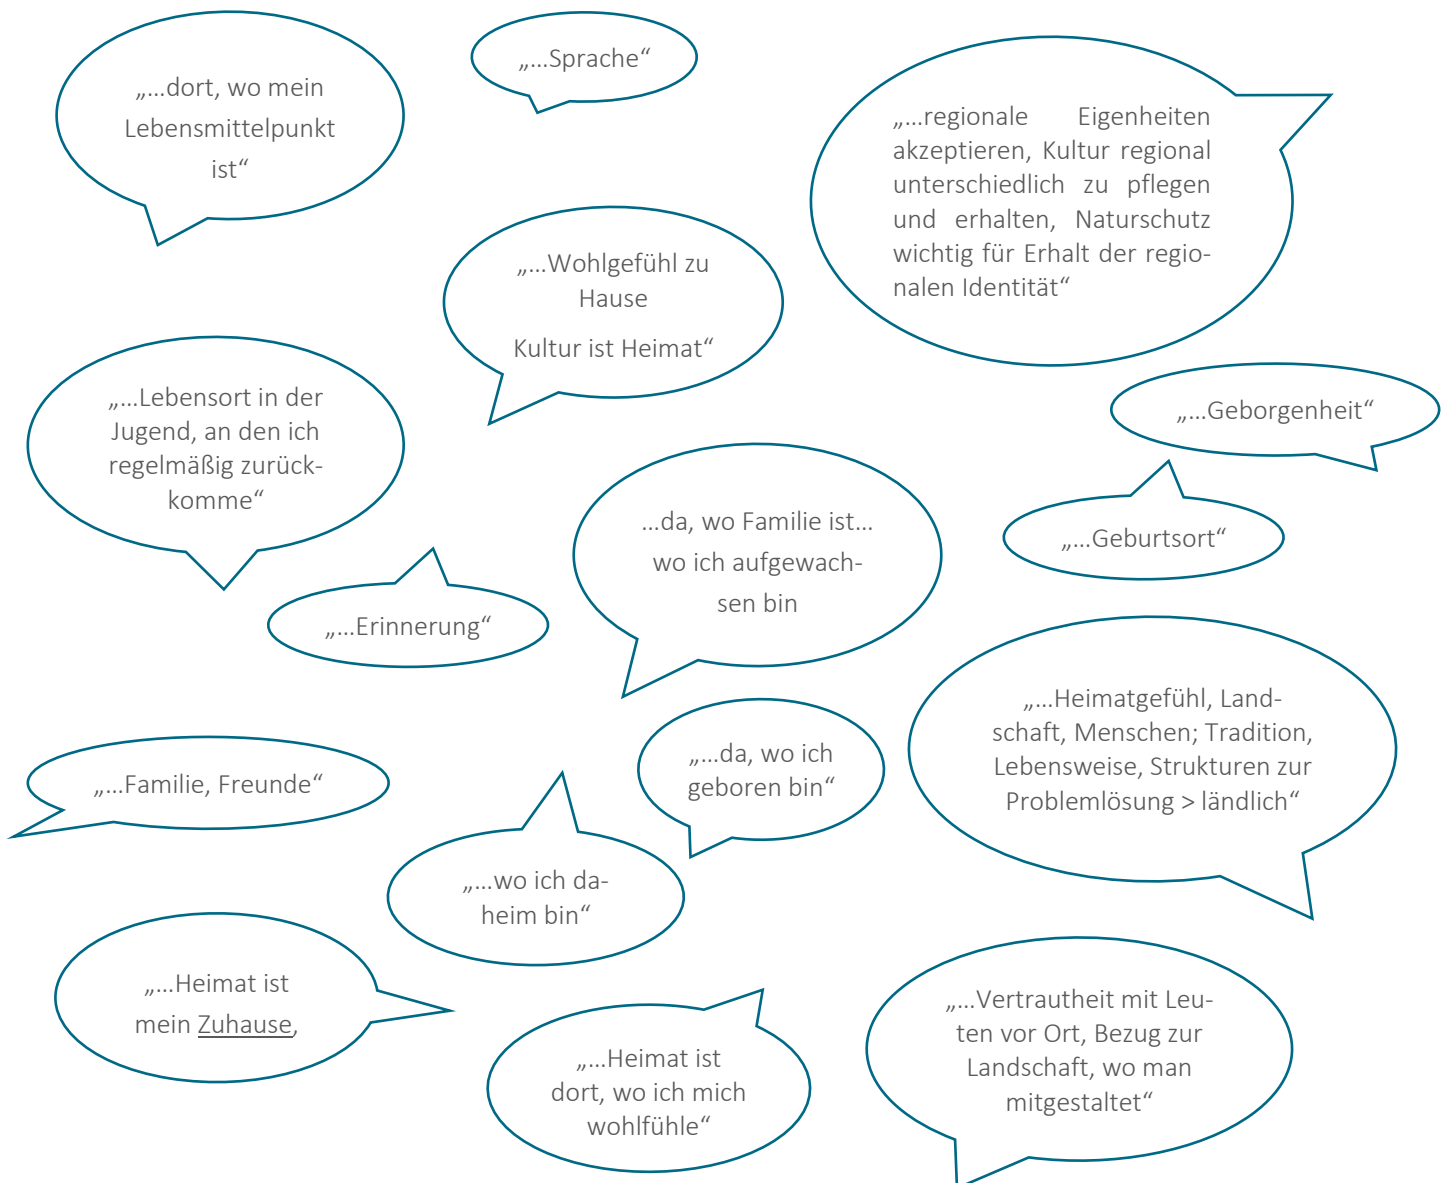 „...dort, wo mein
Lebensmittelpunkt
ist“
„...Sprache“
„...regionale Eigenheiten
akzeptieren, Kultur regional
unterschiedlich zu pflegen
und erhalten, Naturschutz
wichtig für Erhalt der regio-
nalen Identität“
„...Wohlgefühl zu
Hause
Kultur ist Heimat“
„...Lebensort in der
Jugend, an den ich
regelmäßig zurück-
komme“
„...Geborgenheit“
...da, wo Familie ist...
wo ich aufgewach-
sen bin
„...Geburtsort“
„...Erinnerung“
„...Heimatgefühl, Land-
schaft, Menschen; Tradition,
Lebensweise, Strukturen zur
Problemlösung > ländlich“
„...Familie, Freunde“
„...da, wo ich
geboren bin“
„...wo ich da-
heim bin“
„...Heimat ist
mein Zuhause,
„...Heimat ist
dort, wo ich mich
wohlfühle“
„...Vertrautheit mit Leu-
ten vor Ort, Bezug zur
Landschaft, wo man
mitgestaltet“